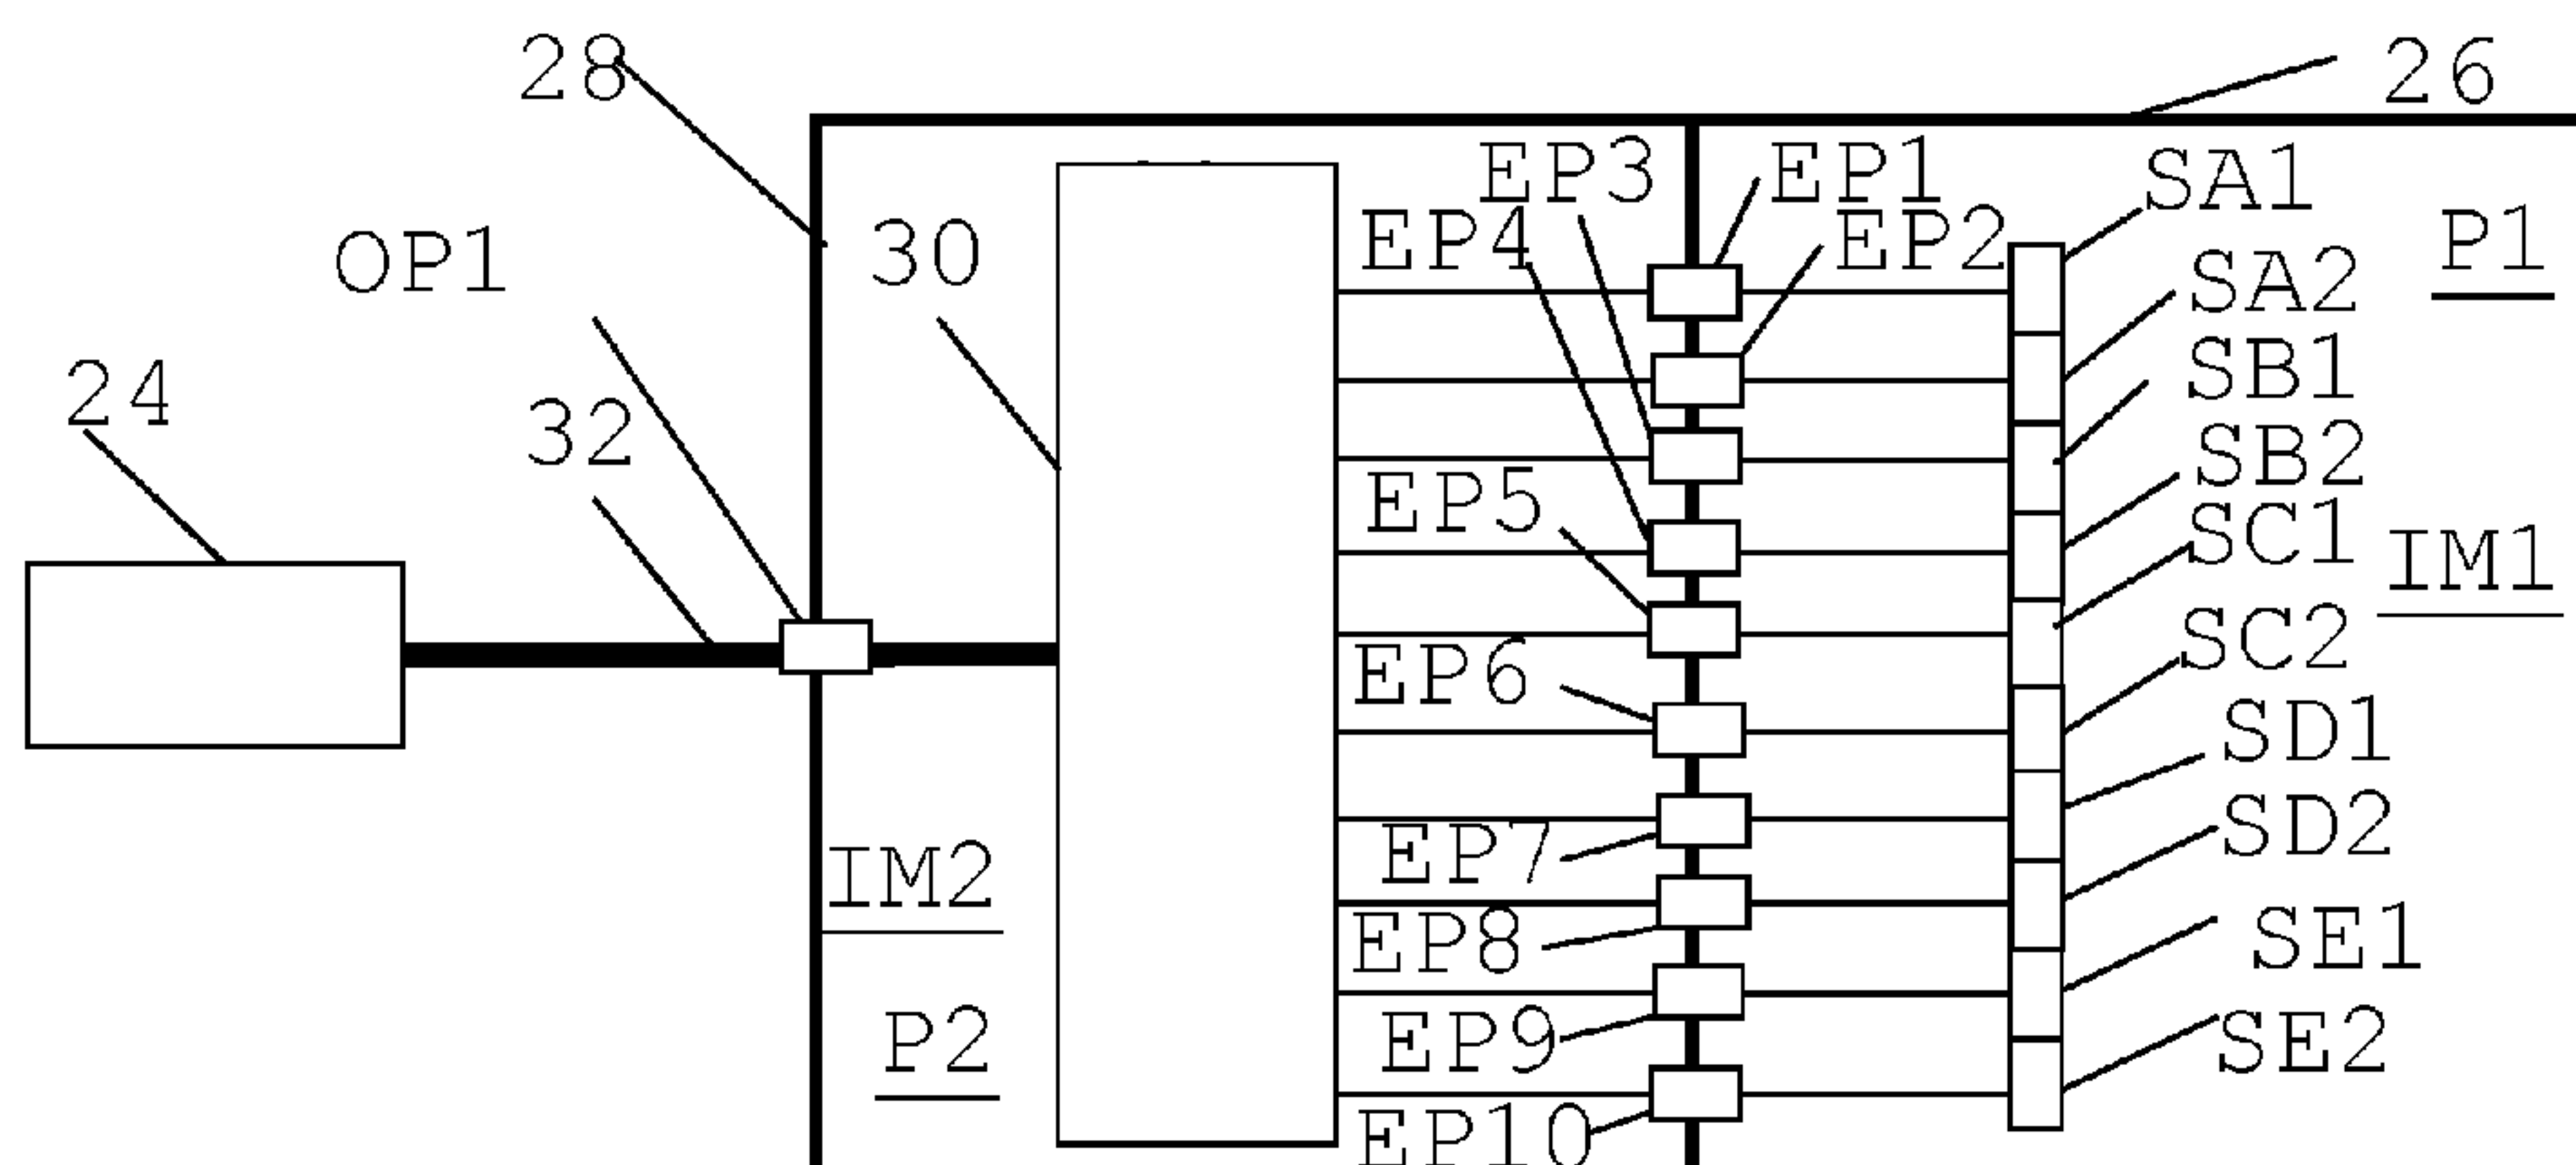 28
26
EP3
EP1
SA1
EP4
EP2
P1
OP1
30
SA2
SB1
24
32
SB2
EP5
SC1
IM1
SC2
EP6
SD1
SD2
EP7
IM2
EP8
SE1
P2
EP9
SE2
EP10